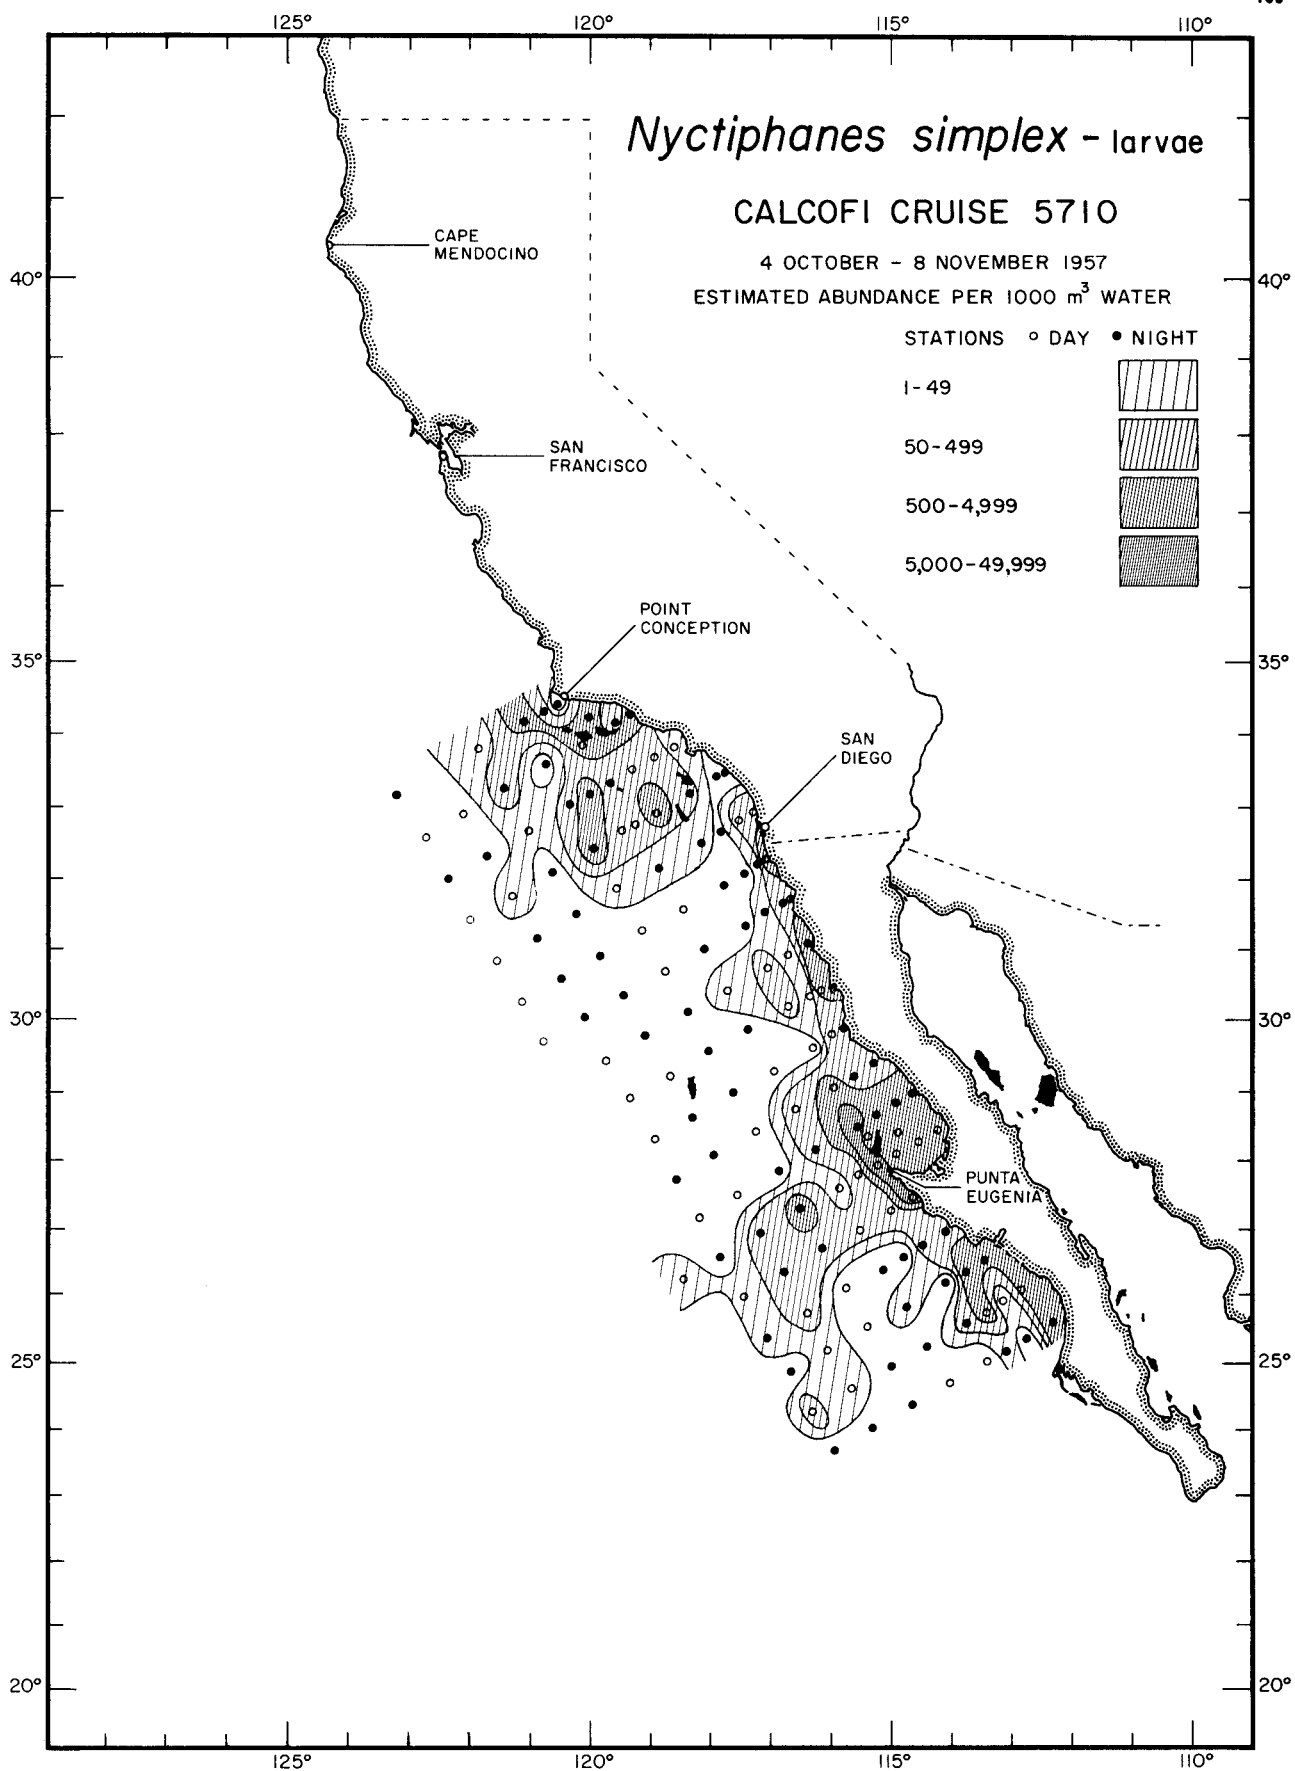 125° 120° 115° 110°
Nyctiphanes simplex - larvae
CALCOFI CRUISE 5710
4 OCTOBER - 8 NOVEMBER 1957
ESTIMATED ABUNDANCE PER 1000 m³ WATER
STATIONS ○ DAY ● NIGHT
1-49
50-499
500-4,999
5,000-49,999
CAPE
MENDOCINO
40° 40°
SAN
FRANCISCO
POINT
CONCEPTION
35° 35°
SAN
DIEGO
30° 30°
PUNTA
EUGENIA
25° 25°
20° 20°
125° 120° 115° 110°